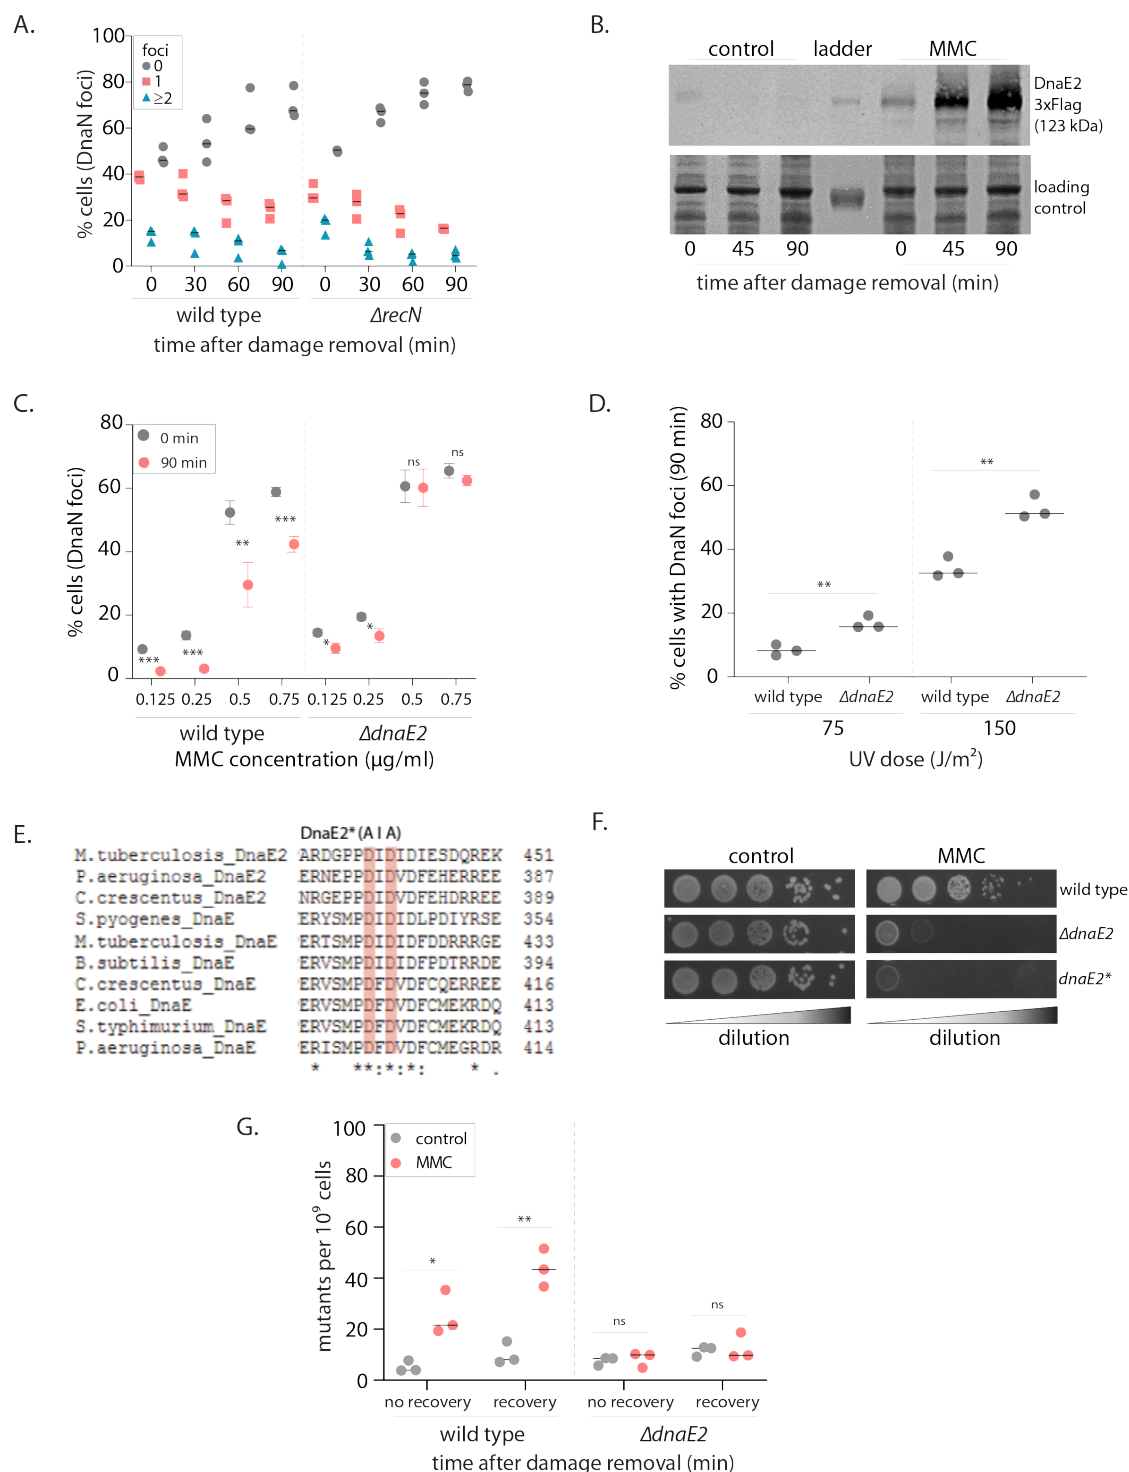 A.
100
80
60
40
20
0
% cells (DnaN foci)
foci
0
1
≥2
0 30 60 90 0 30 60 90
wild type ΔrecN
time after damage removal (min)
B.
control ladder MMC
DnaE2
3xFlag
(123 kDa)
loading
control
0 45 90 0 45 90
time after damage removal (min)
C.
80
60
40
20
0
% cells (DnaN foci)
0 min
90 min
*** *** ** *** * * ns ns
0.125 0.25 0.5 0.75 0.125 0.25 0.5 0.75
wild type ΔdnaE2
MMC concentration (µg/ml)
D.
80
60
40
20
0
% cells with DnaN foci (90 min)
** **
wild type ΔdnaE2 wild type ΔdnaE2
75 150
UV dose (J/m²)
E.
DnaE2* (A I A)
M.tuberculosis_DnaE2 ARDGPPDIDIDIESDQREK 451
P.aeruginosa_DnaE2 ERNEPPDIDVDFEHERREE 387
C.crescentus_DnaE2 NRGEPPDIDVDFEHERREE 389
S.pyogenes_DnaE ERYSMPDIDIDLPDIYRSE 354
M.tuberculosis_DnaE ERTSMPDIDIDFDDRRRGE 433
B.subtilis_DnaE ERVSMPDIDIDFPDTRRDE 394
C.crescentus_DnaE ERVSMPDFDVDFCQERREE 416
E.coli_DnaE ERVSMPDFDVDFCMEKRDQ 413
S.typhimurium_DnaE ERVSMPDFDVDFCMEKRDQ 413
P.aeruginosa_DnaE ERISMPDFDVDFCMEGRDR 414
* **:*:*: * .
F.
control MMC
wild type
ΔdnaE2
dnaE2*
dilution dilution
G.
100
80
60
40
20
0
mutants per 10⁹ cells
control
MMC
* ** ns ns
no recovery recovery no recovery recovery
wild type ΔdnaE2
time after damage removal (min)